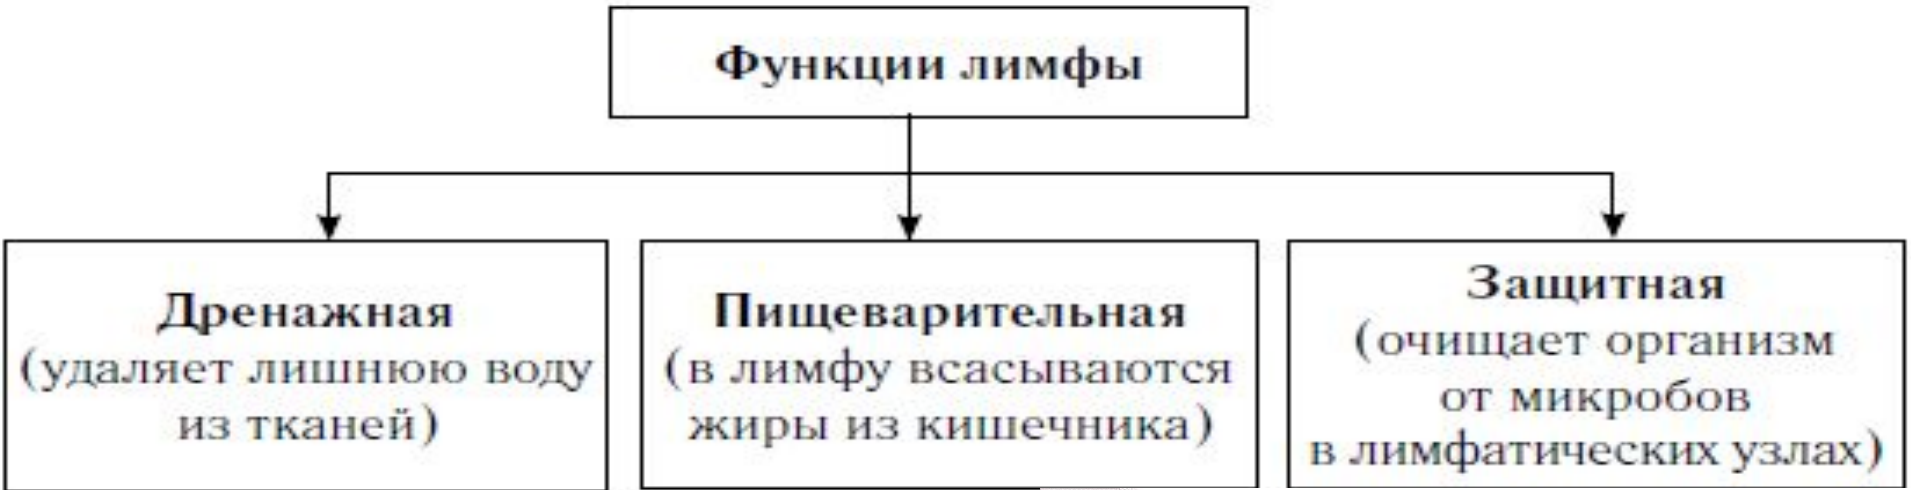 Функции лимфы
Дренажная
(удаляет лишнюю воду
из тканей)
Пищеварительная
(в лимфу всасываются
жиры из кишечника)
Защитная
(очищает организм
от микробов
в лимфатических узлах)